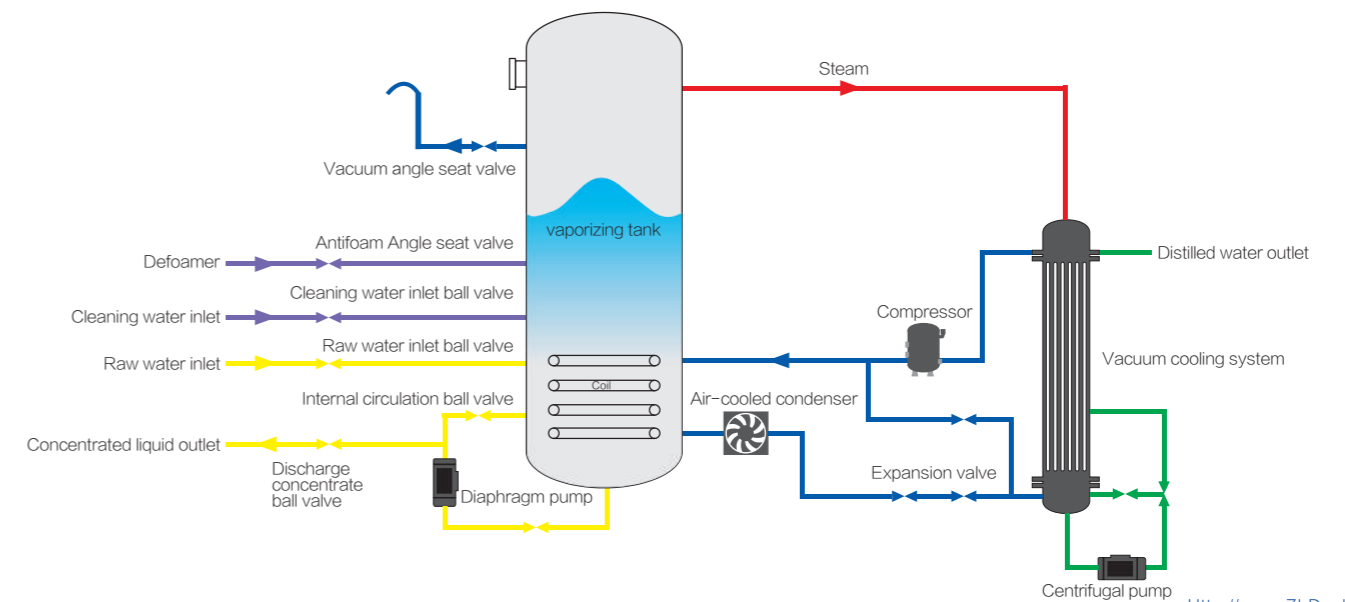 Steam
Vacuum angle seat valve
vaporizing tank
Antifoam Angle seat valve
Defoamer
Distilled water outlet
Cleaning water inlet ball valve
Cleaning water inlet
Compressor
Raw water inlet ball valve
Raw water inlet
Vacuum cooling system
Coil
Internal circulation ball valve
Air-cooled condenser
Concentrated liquid outlet
Discharge
concentrate
ball valve
Diaphragm pump
Expansion valve
Centrifugal pump